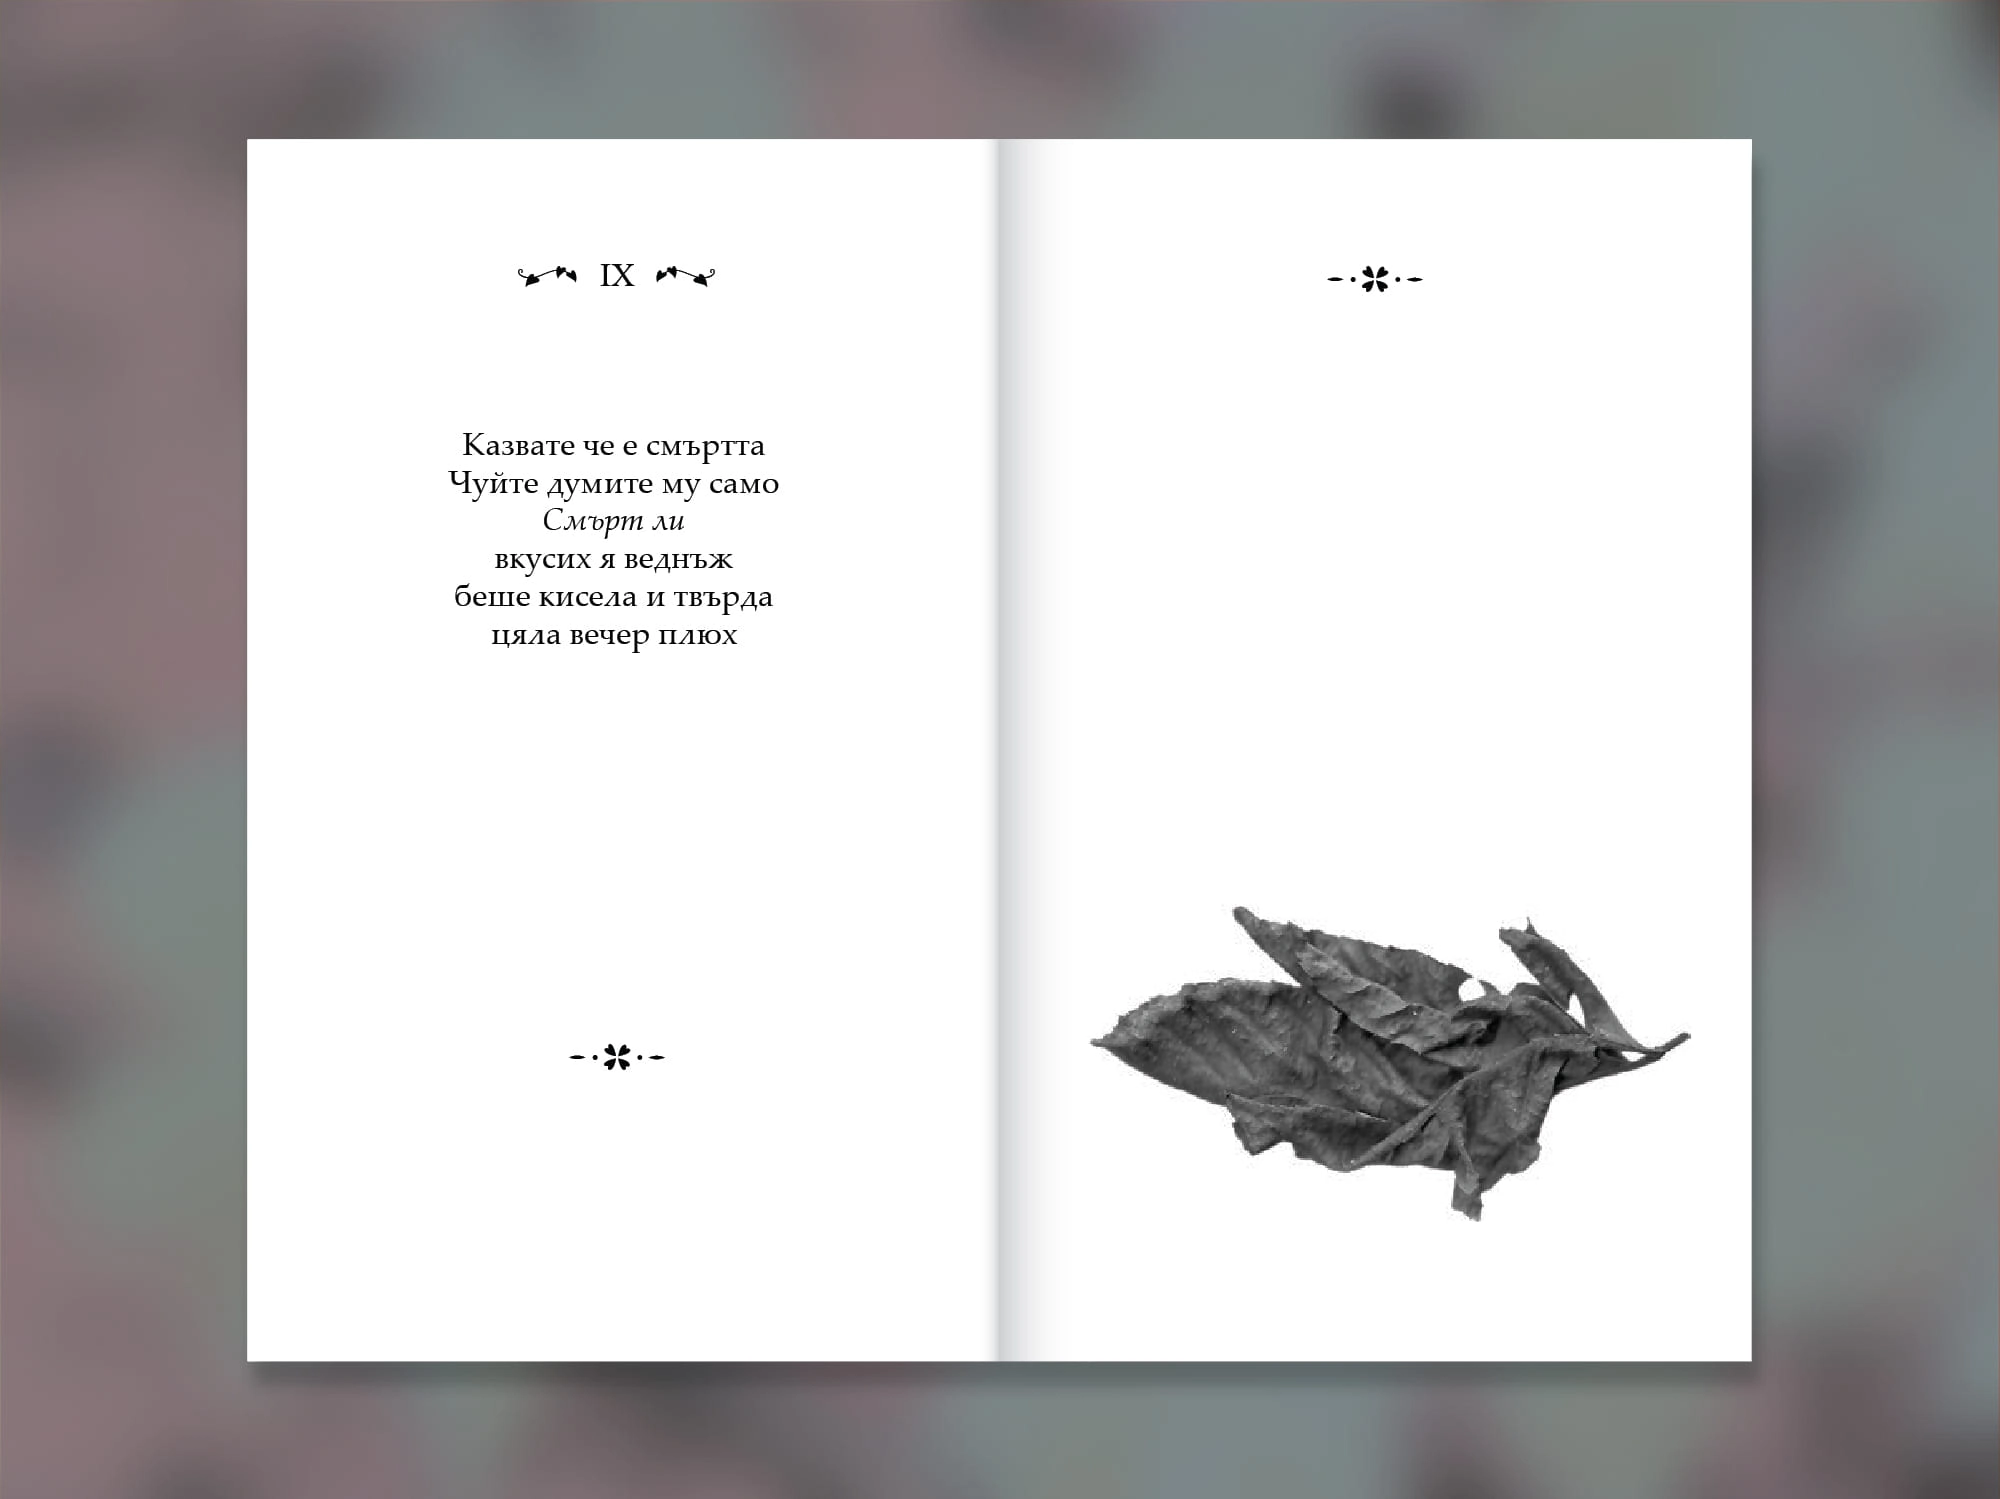 IX
Казвате че е смъртта
Чуйте думите му само
Смърт ли
вкусих я веднъж
беше кисела и твърда
цяла вечер плюх